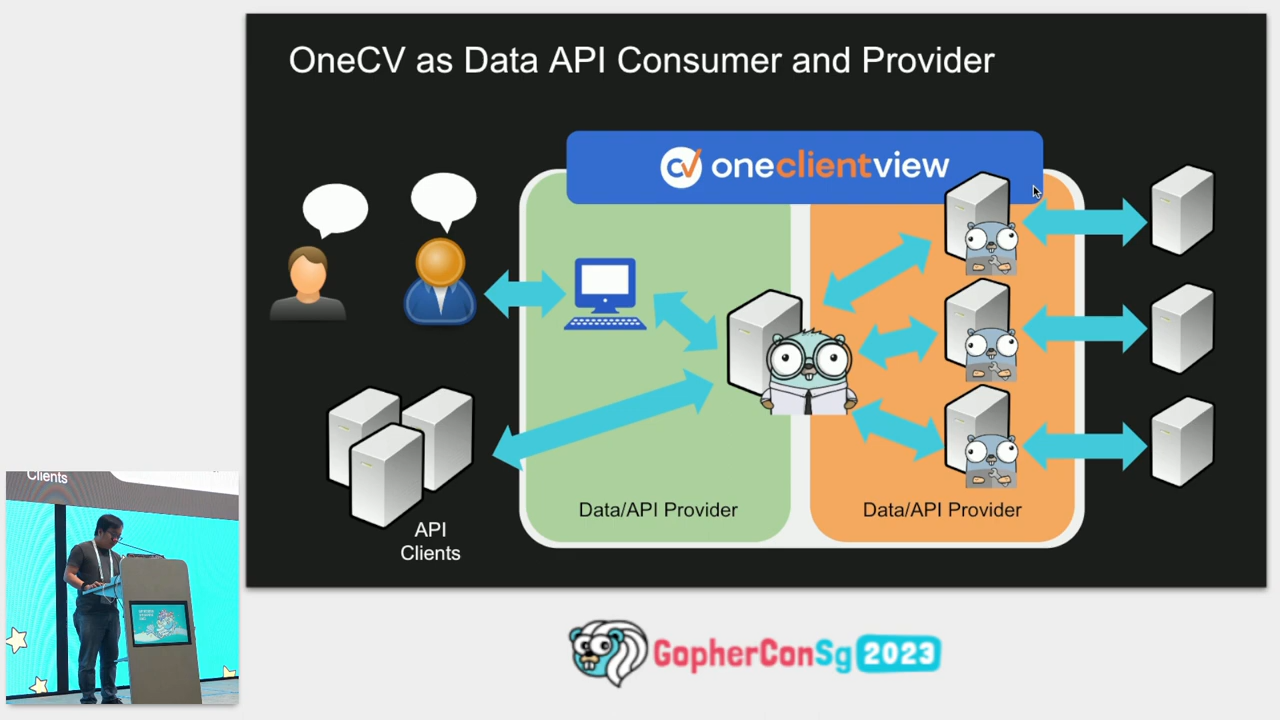 OneCV as Data API Consumer and Provider
CV oneclientview
Data/API Provider
Data/API Provider
API
Clients
Clients
GopherConSg 2023